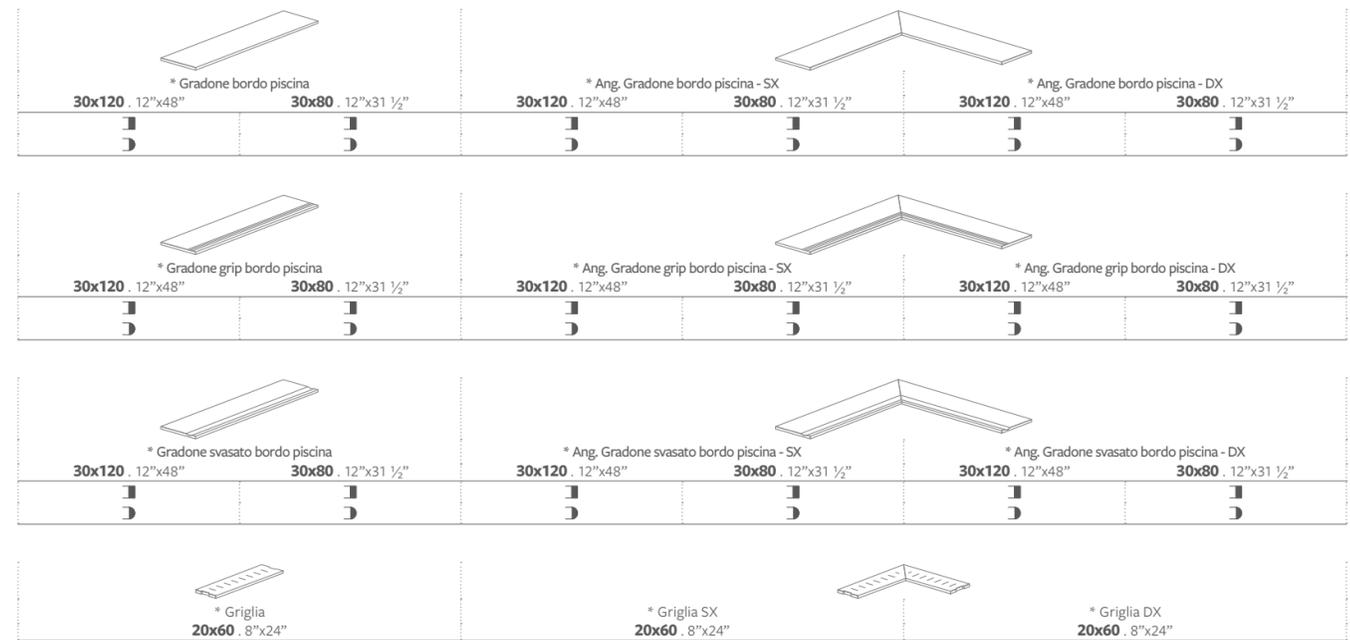 * Gradone bordo piscina
* Ang. Gradone bordo piscina - SX
* Ang. Gradone bordo piscina - DX
30x120 . 12”x48” 30x80 . 12”x31 ½” 30x120 . 12”x48” 30x80 . 12”x31 ½” 30x120 . 12”x48” 30x80 . 12”x31 ½”
* Gradone grip bordo piscina
* Ang. Gradone grip bordo piscina - SX
* Ang. Gradone grip bordo piscina - DX
30x120 . 12”x48” 30x80 . 12”x31 ½” 30x120 . 12”x48” 30x80 . 12”x31 ½” 30x120 . 12”x48” 30x80 . 12”x31 ½”
* Gradone svasato bordo piscina
* Ang. Gradone svasato bordo piscina - SX
* Ang. Gradone svasato bordo piscina - DX
30x120 . 12”x48” 30x80 . 12”x31 ½” 30x120 . 12”x48” 30x80 . 12”x31 ½” 30x120 . 12”x48” 30x80 . 12”x31 ½”
* Griglia
* Griglia SX
* Griglia DX
20x60 . 8”x24” 20x60 . 8”x24” 20x60 . 8”x24”